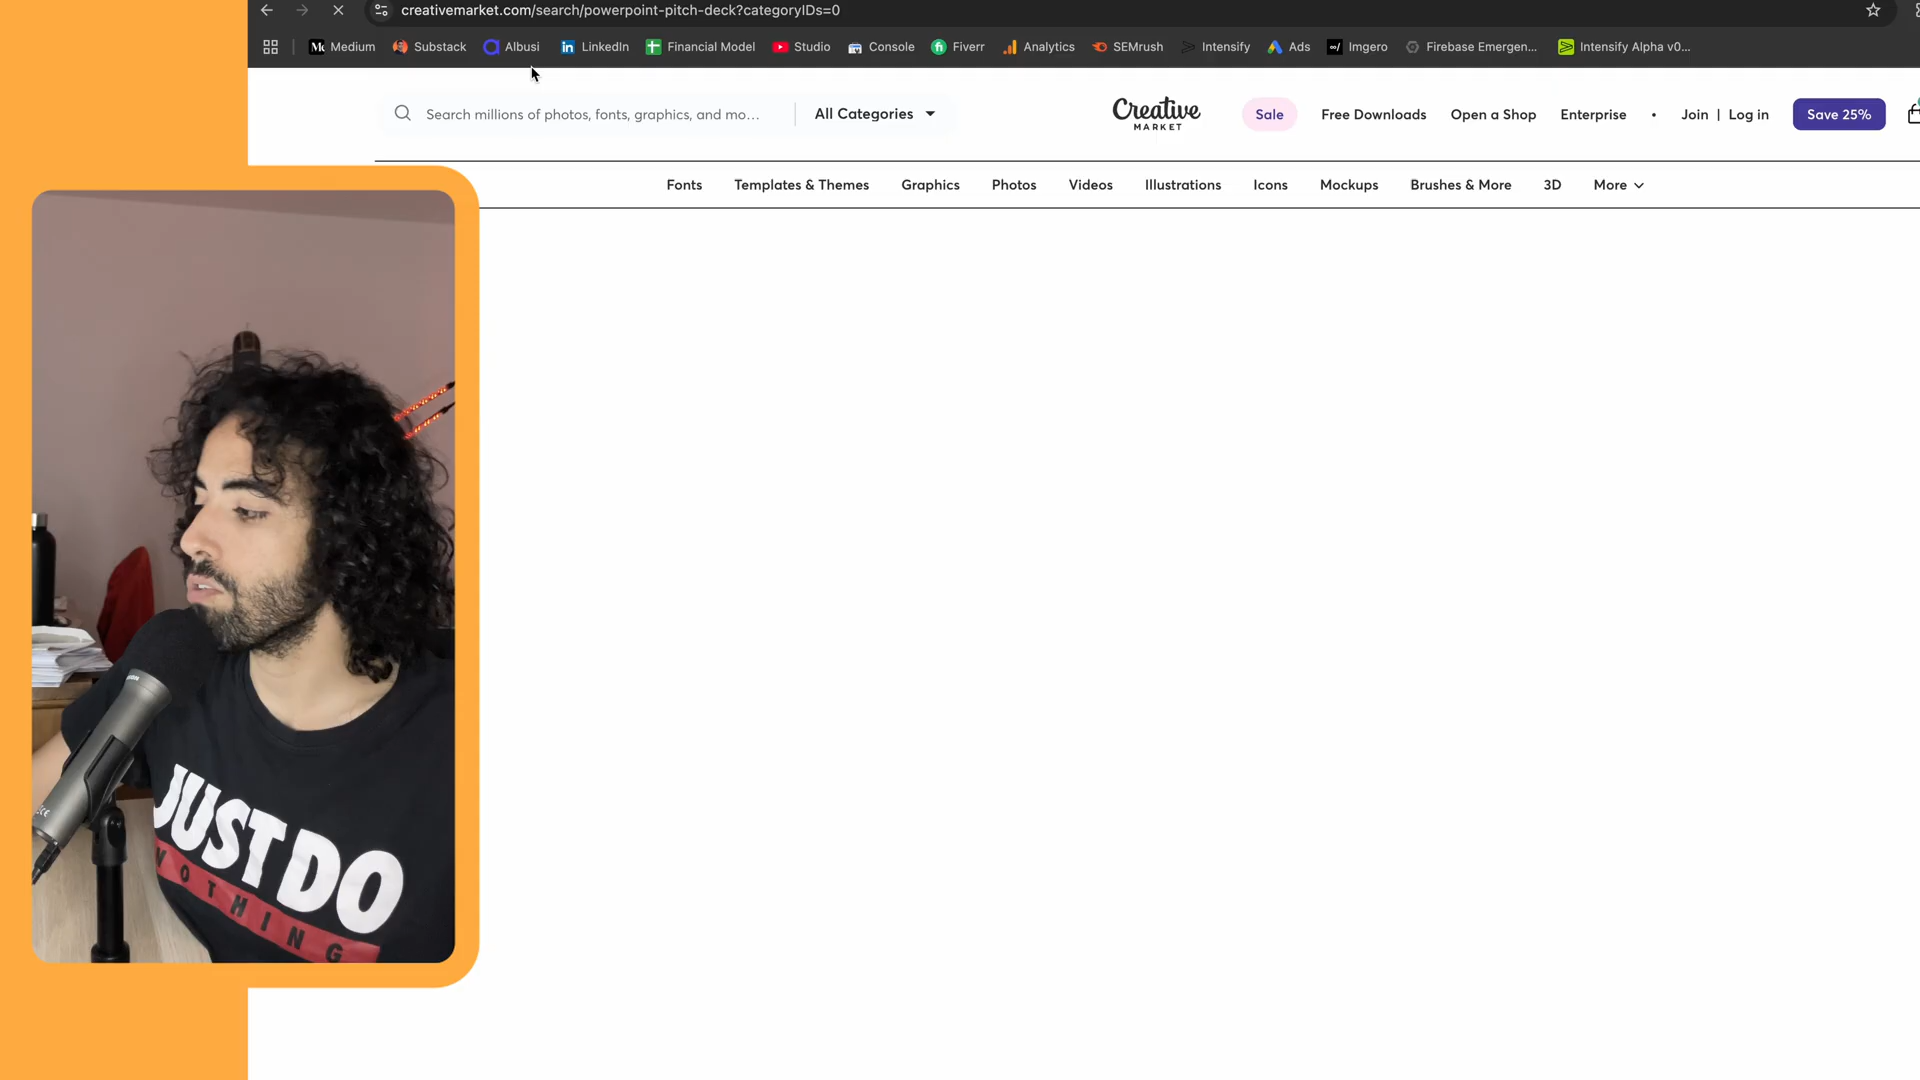 creativemarket.com/search/powerpoint-pitch-deck?categoryIDs=0
Medium Substack Albusi LinkedIn Financial Model Studio Console Fiverr Analytics SEMrush Intensify Ads Imgero Firebase Emergen... Intensify Alpha v0...
Search millions of photos, fonts, graphics, and mo... All Categories Creative MARKET Sale Free Downloads Open a Shop Enterprise • Join | Log in Save 25%
Fonts Templates & Themes Graphics Photos Videos Illustrations Icons Mockups Brushes & More 3D More
JUST DO
NOTHING